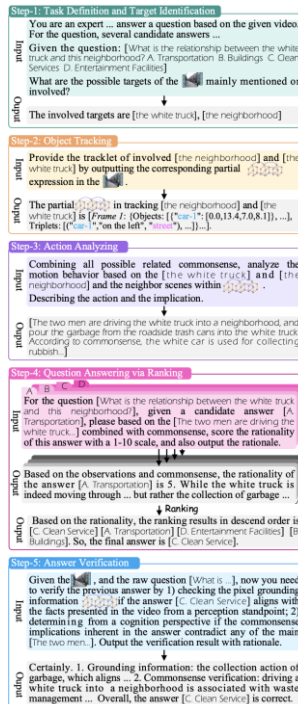 Step-1: Task Definition and Target Identification
Input
You are an expert ... answer a question based on the given video.
For the question, several candidate answers ...
Given the question: [What is the relationship between the white
truck and this neighborhood? A. Transportation B. Buildings C. Clean
Services D. Entertainment Facilities]
What are the possible targets of the mainly mentioned or
involved?
Ouput
The involved targets are [the white truck], [the neighborhood]
Step-2: Object Tracking
Input
Provide the tracklet of involved [the neighborhood] and [the
white truck] by outputting the corresponding partial
expression in the .
Ouput
The partial in tracking [the neighborhood] and [the
white truck] is [Frame 1: {Objects: [{"car-1": [0.0,13.4,7.0,8.1]}, ...],
Triplets: [{"car-1","on the left", "street"), ...]}...].
Step-3: Action Analyzing
Input
Combining all possible related commonsense, analyze the
motion behavior based on the [the white truck] and [the
neighborhood] and the neighbor scenes within .
Describing the action and the implication.
Ouput
[The two men are driving the white truck into a neighborhood, and
pour the garbage from the roadside trash cans into the white truck.
According to commonsense, the white car is used for collecting
rubbish...]
Step-4: Question Answering via Ranking
A B C D
Input
For the question [What is the relationship between the white truck
and this neighborhood?], given a candidate answer [A.
Transportation], please based on the [The two men are driving the
white truck...] combined with commonsense, score the rationality
of this answer with a 1-10 scale, and also output the rationale.
Ouput
Based on the observations and commonsense, the rationality of
the answer [A Transportation] is 5. While the white truck is
indeed moving through ... but rather the collection of garbage ...
Ranking
Ouput
Based on the rationality, the ranking results in descend order is
[C. Clean Service] [A. Transportation] [D. Entertainment Facilities] [B.
Buildings]. So, the final answer is [C. Clean Service].
Step-5: Answer Verification
Input
Given the , and the raw question [What is ...], now you need
to verify the previous answer by 1) checking the pixel grounding
information if the answer [C. Clean Service] aligns with
the facts presented in the video from a perception standpoint; 2)
determining from a cognition perspective if the commonsense
implications inherent in the answer contradict any of the main
[The two men..]. Output the verification result with rationale.
Ouput
Certainly. 1. Grounding information: the collection action of
garbage, which aligns ... 2. Commonsense verification: driving a
white truck into a neighborhood is associated with waste
management ... Overall, the answer [C. Clean Service] is correct.